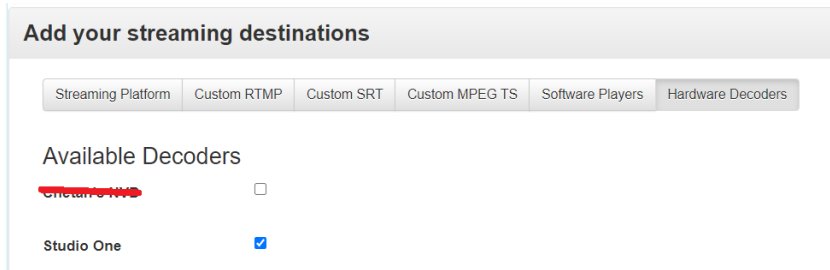 Add your streaming destinations
Streaming Platform Custom RTMP Custom SRT Custom MPEG TS Software Players Hardware Decoders
Available Decoders
Studio One